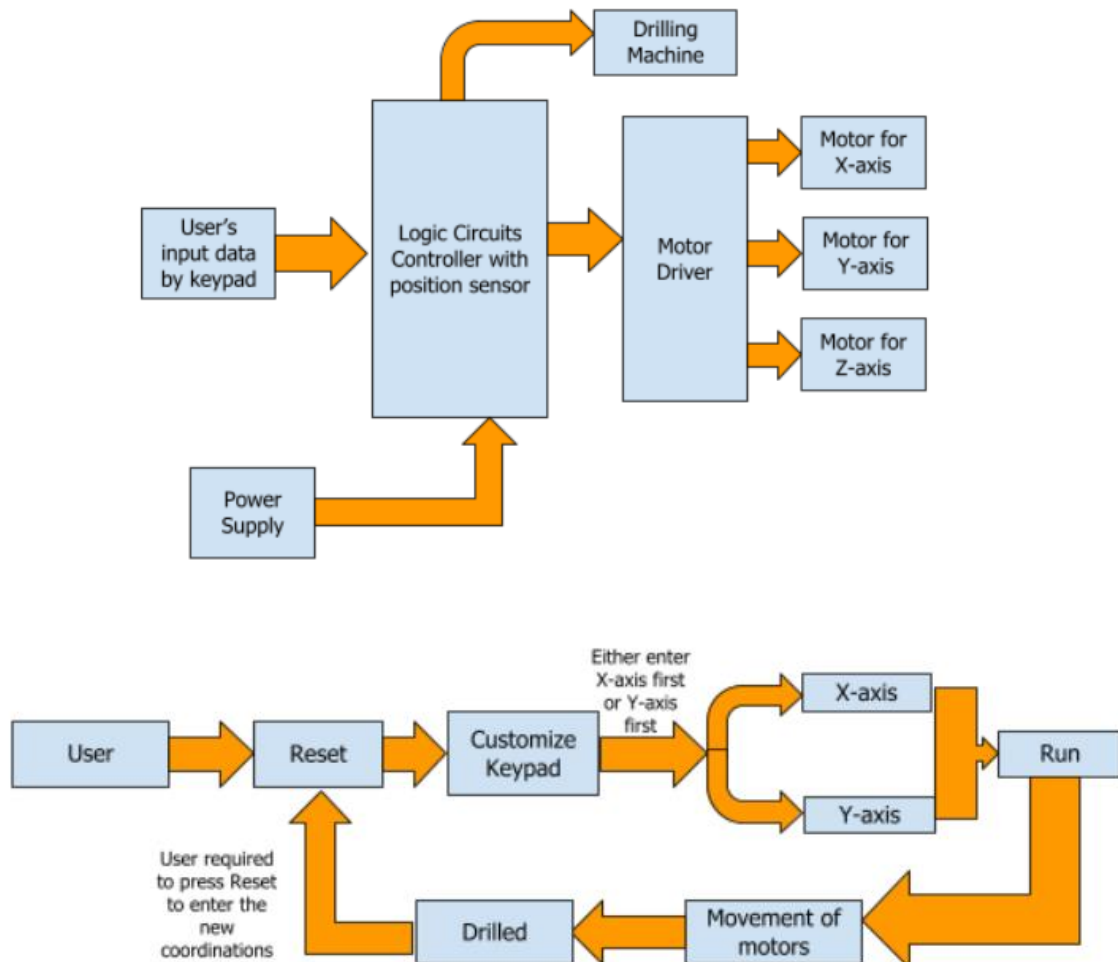 Drilling
Machine
Motor for
X-axis
User's
input data
by keypad
Logic Circuits
Controller with
position sensor
Motor
Driver
Motor for
Y-axis
Motor for
Z-axis
Power
Supply
Either enter
X-axis first
or Y-axis
first
User
Reset
Customize
Keypad
X-axis
Y-axis
Run
User required
to press Reset
to enter the
new
coordinations
Drilled
Movement of
motors